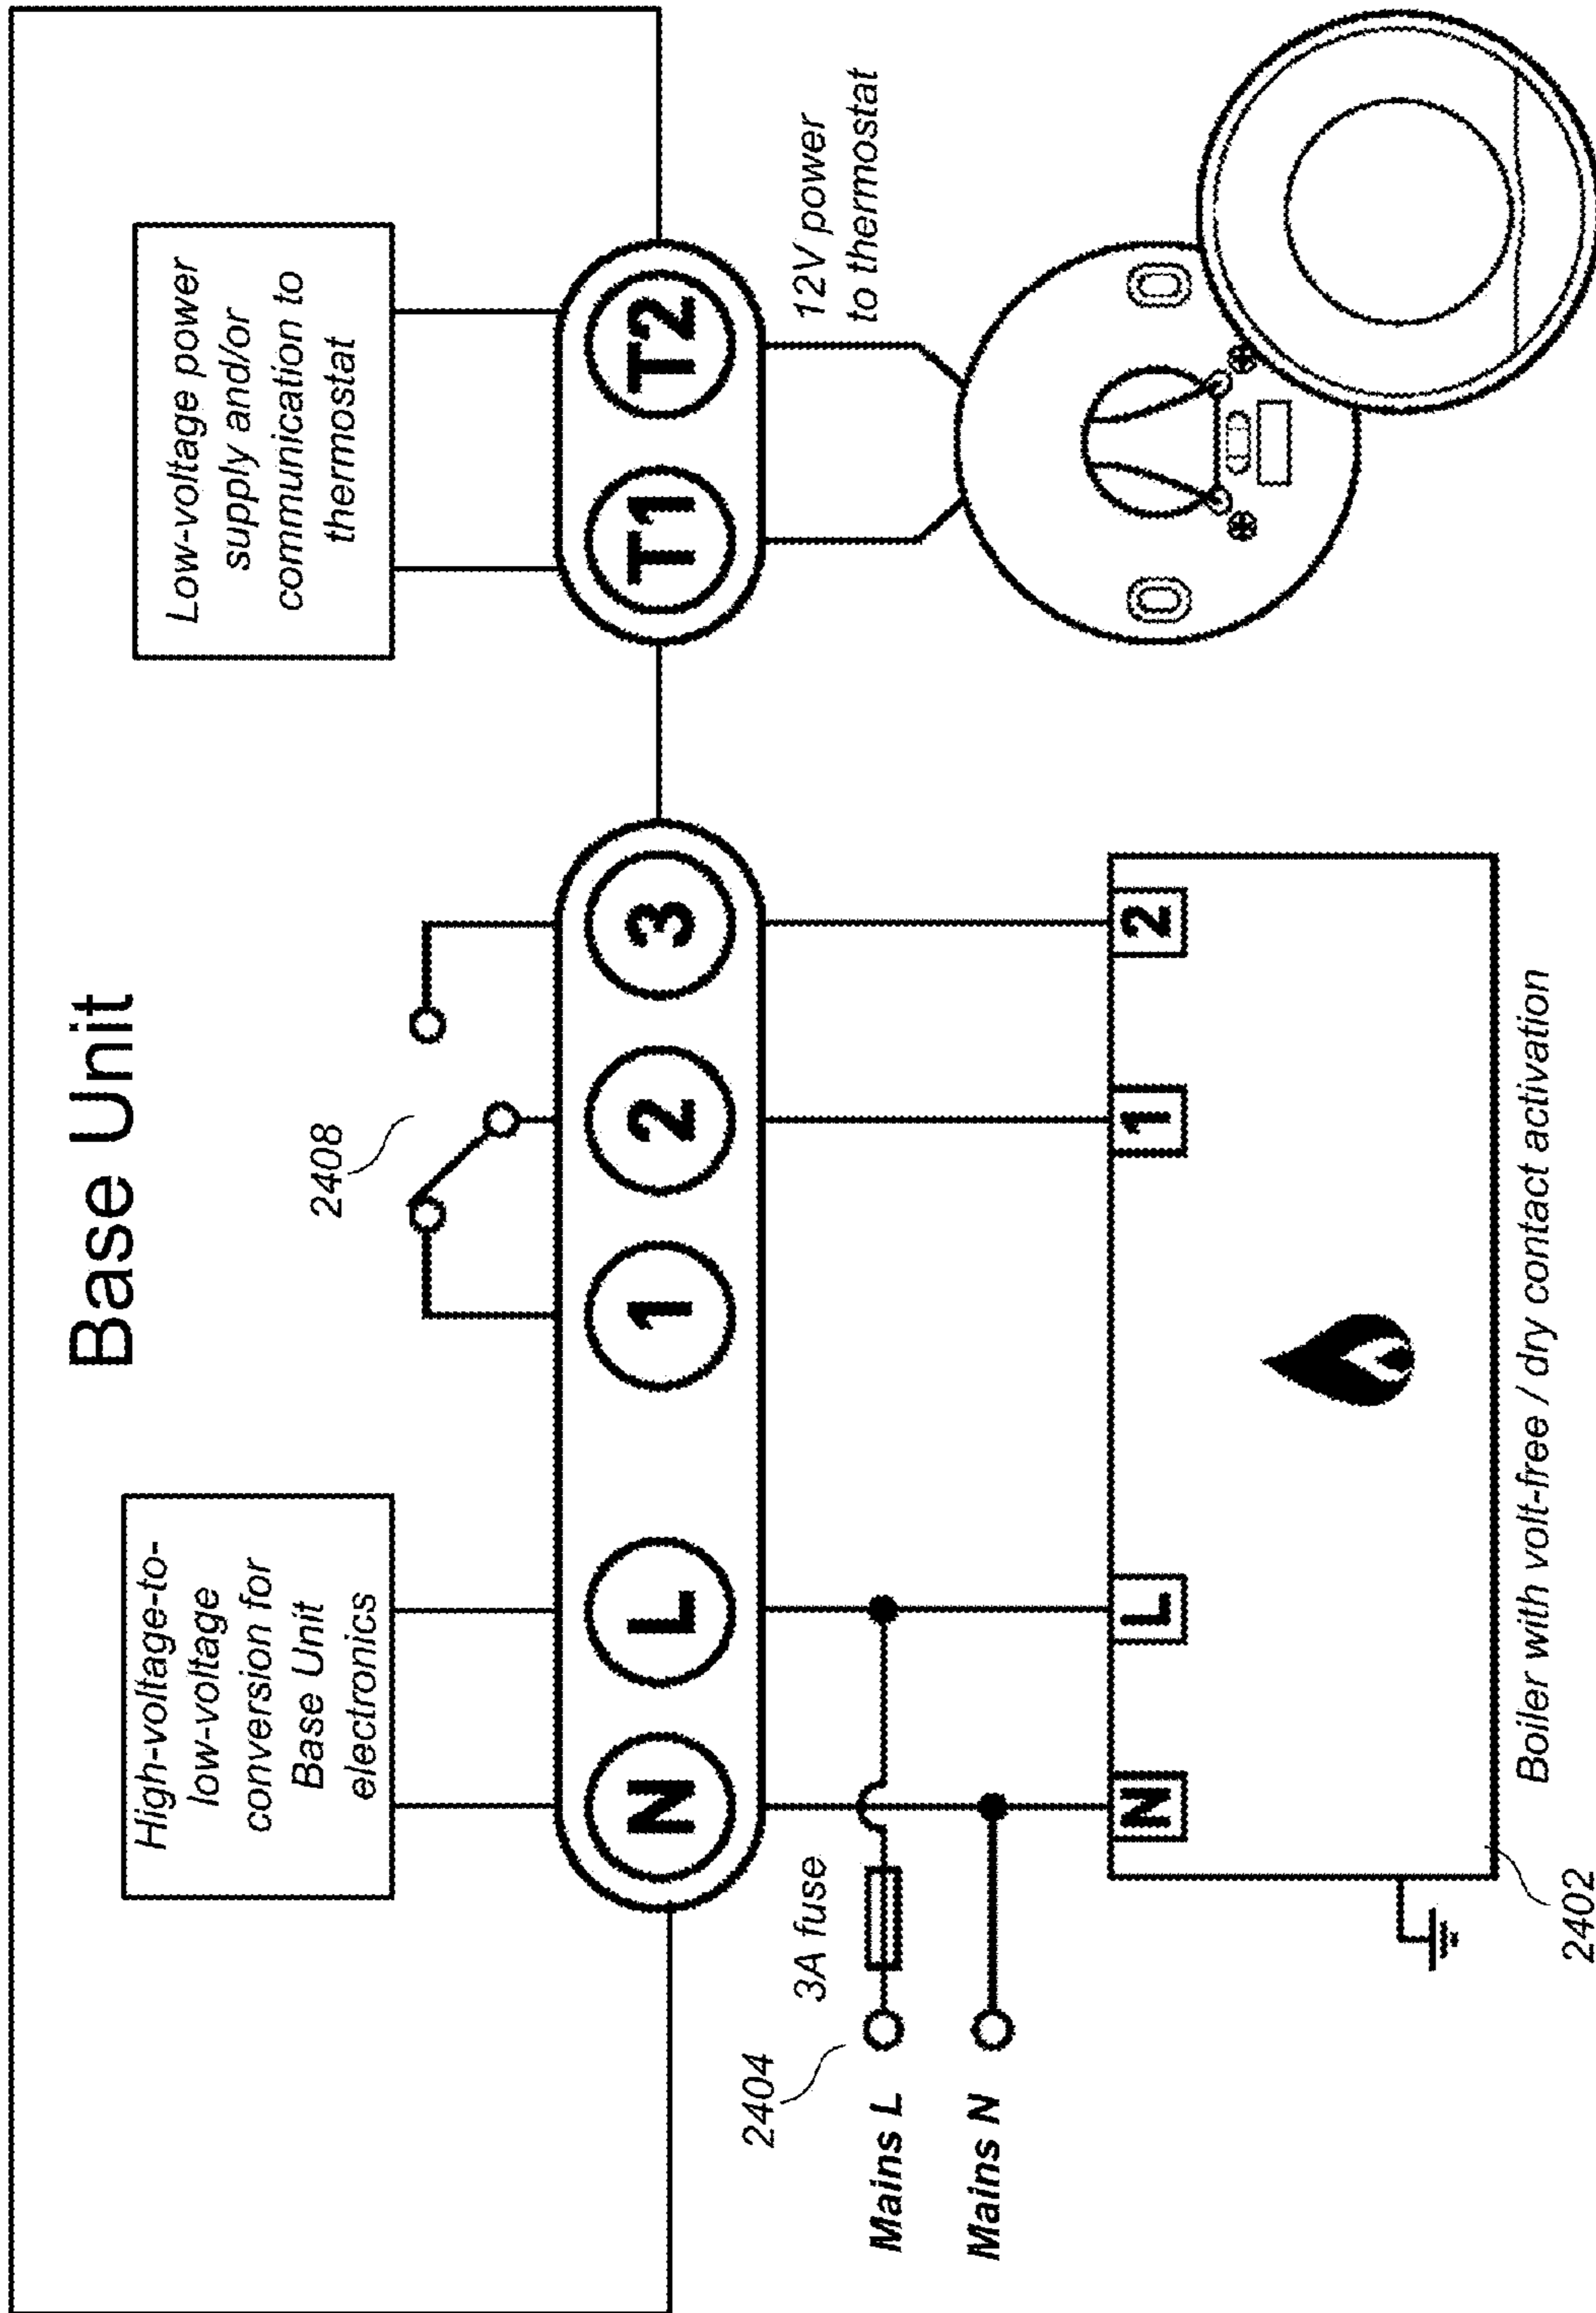 Base Unit
High-voltage-to-
low-voltage
conversion for
Base Unit
electronics
2408
Low-voltage power
supply and/or
communication to
thermostat
N
L
1
2
3
T1
T2
2404
3A fuse
Mains L
Mains N
12V power
to thermostat
N
L
1
2
Boiler with volt-free / dry contact activation
2402